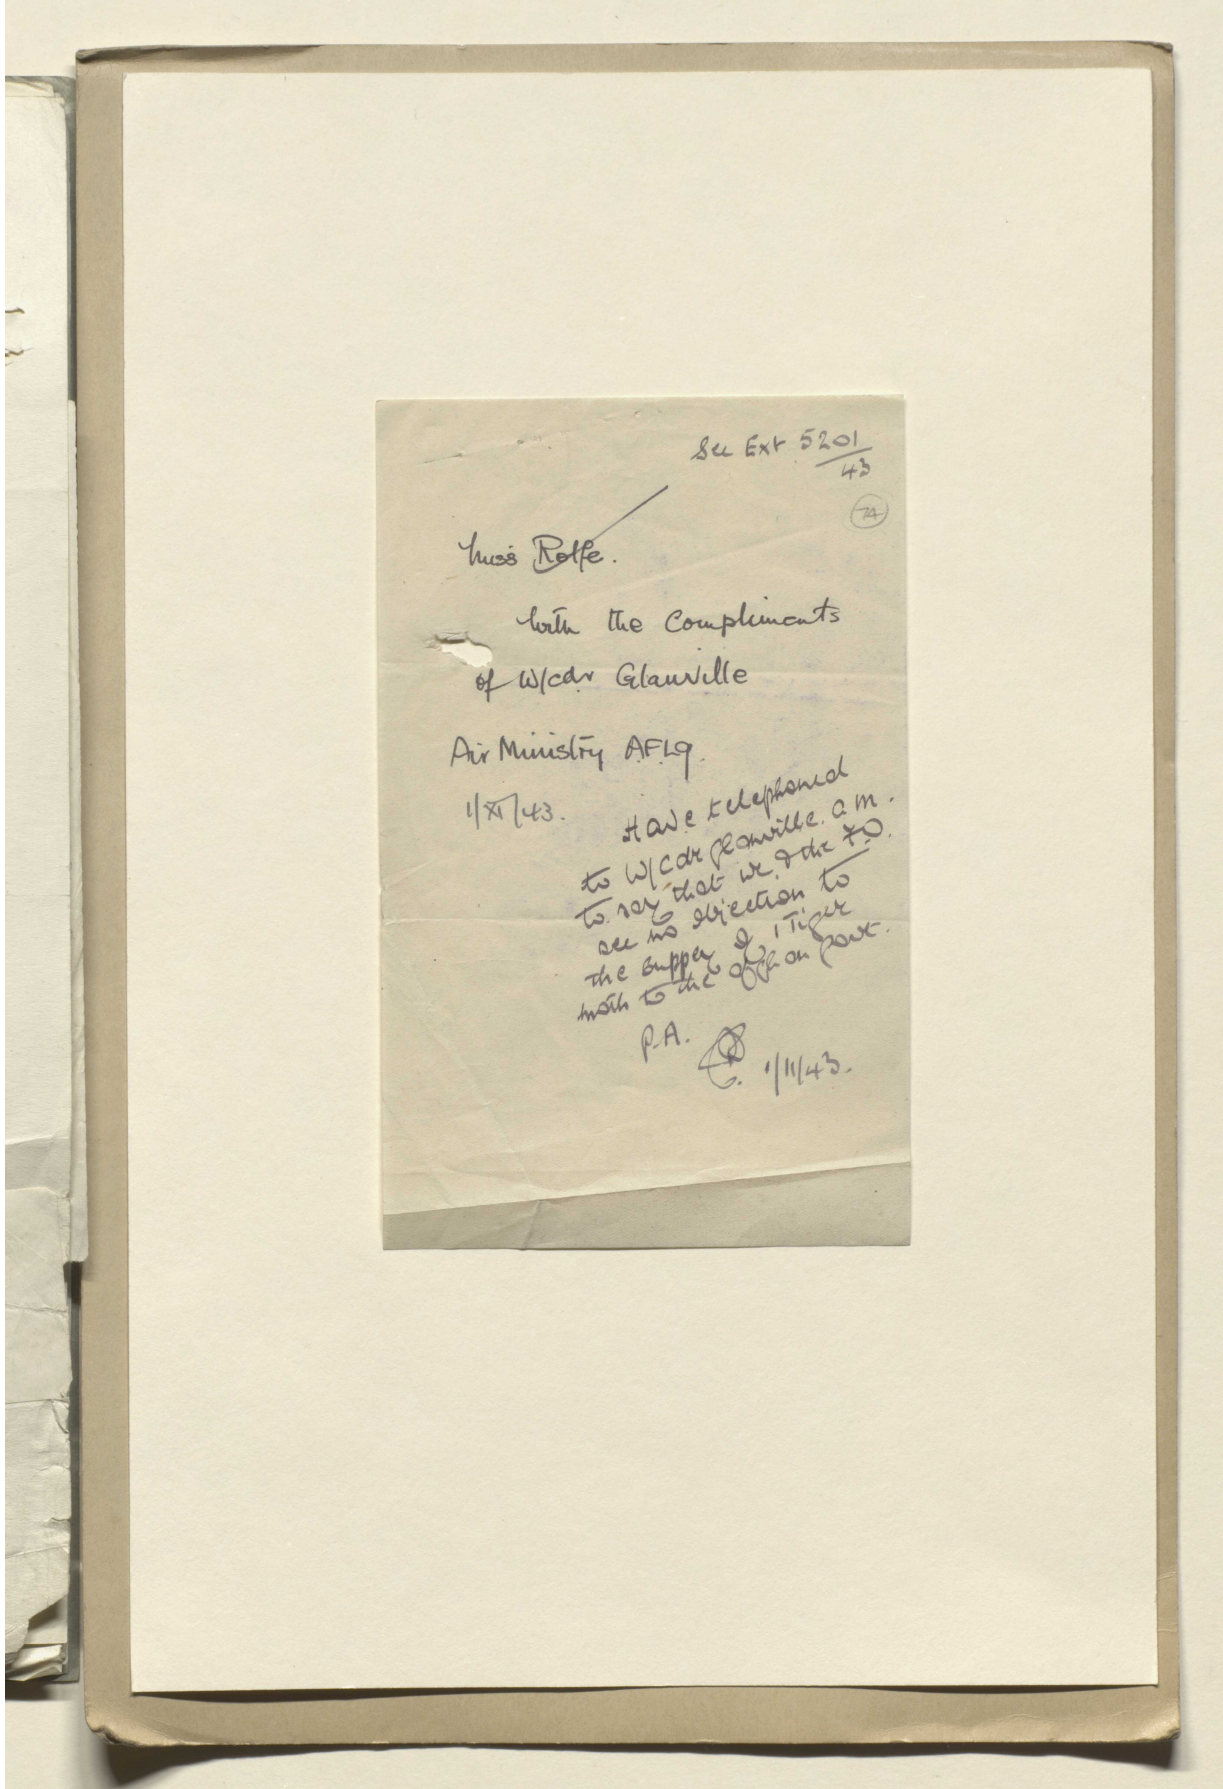 See Ext 5201
43
74
Miss Rolfe.
With the Compliments
of W/cdr Glanville
Air Ministry AFL9.
1/XI/43.
Have telephoned
to W/Cdr Glanville. A.M.
to say that we & the F.O.
see no objection to
the supply of 1 Tiger
moth to the Afghan Govt.
P.A.
1/11/43.